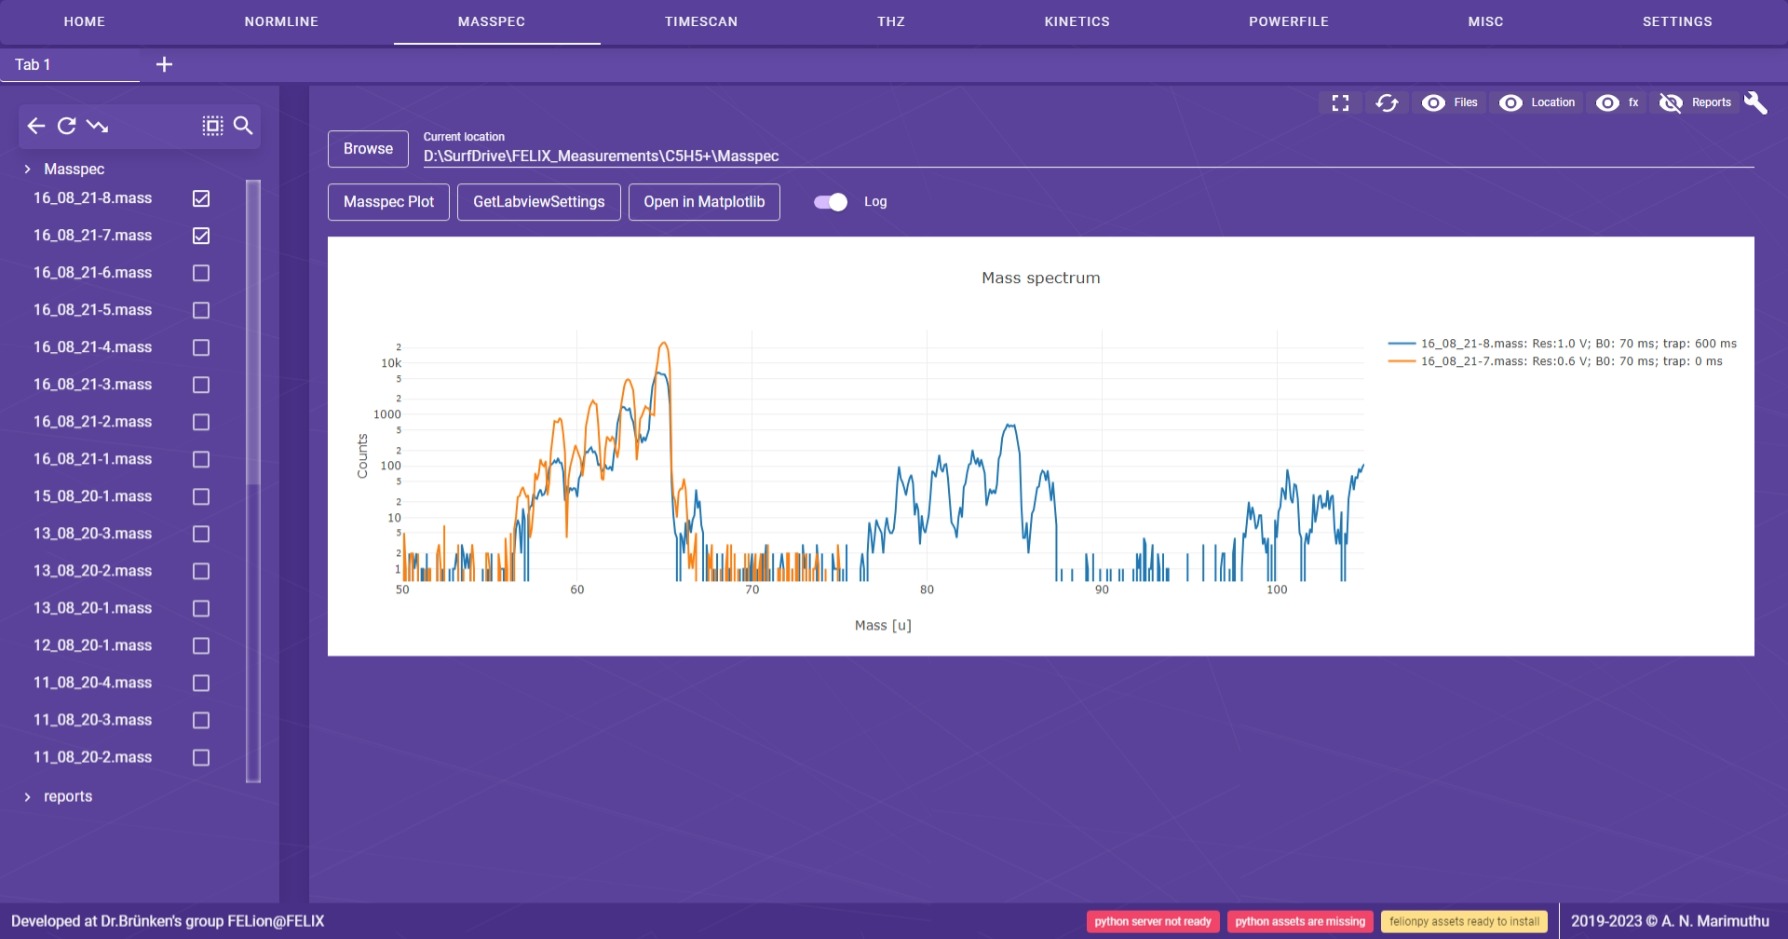 HOME NORMLINE MASSPEC TIMESCAN THZ KINETICS POWERFILE MISC SETTINGS
Tab 1
Files Location fx Reports
Browse
Current location
D:\SurfDrive\FELIX_Measurements\C5H5+\Masspec
Masspec Plot GetLabviewSettings Open in Matplotlib Log
Masspec
16_08_21-8.mass
16_08_21-7.mass
16_08_21-6.mass
16_08_21-5.mass
16_08_21-4.mass
16_08_21-3.mass
16_08_21-2.mass
16_08_21-1.mass
15_08_20-1.mass
13_08_20-3.mass
13_08_20-2.mass
13_08_20-1.mass
12_08_20-1.mass
11_08_20-4.mass
11_08_20-3.mass
11_08_20-2.mass
reports
Mass spectrum
16_08_21-8.mass: Res:1.0 V; B0: 70 ms; trap: 600 ms
16_08_21-7.mass: Res:0.6 V; B0: 70 ms; trap: 0 ms
Counts
2
10k
5
2
1000
5
2
100
5
2
10
5
2
1
50 60 70 80 90 100
Mass [u]
Developed at Dr.Brünken's group FELion@FELIX
python server not ready python assets are missing felionpy assets ready to install 2019-2023 © A. N. Marimuthu